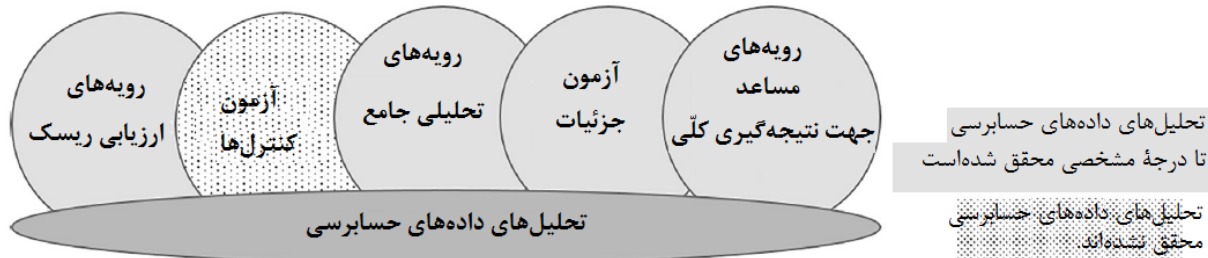 رویه‌های
ارزیابی ریسک
آزمون
کنترل‌ها
رویه‌های
تحلیلی جامع
آزمون
جزئیات
رویه‌های
مساعد
جهت نتیجه‌گیری کلّی
تحلیل‌های داده‌های حسابرسی
تحلیل‌های داده‌های حسابرسی
تا درجهٔ مشخصی محقق شده‌است
تحلیل‌های داده‌های حسابرسی
محقق نشده‌اند